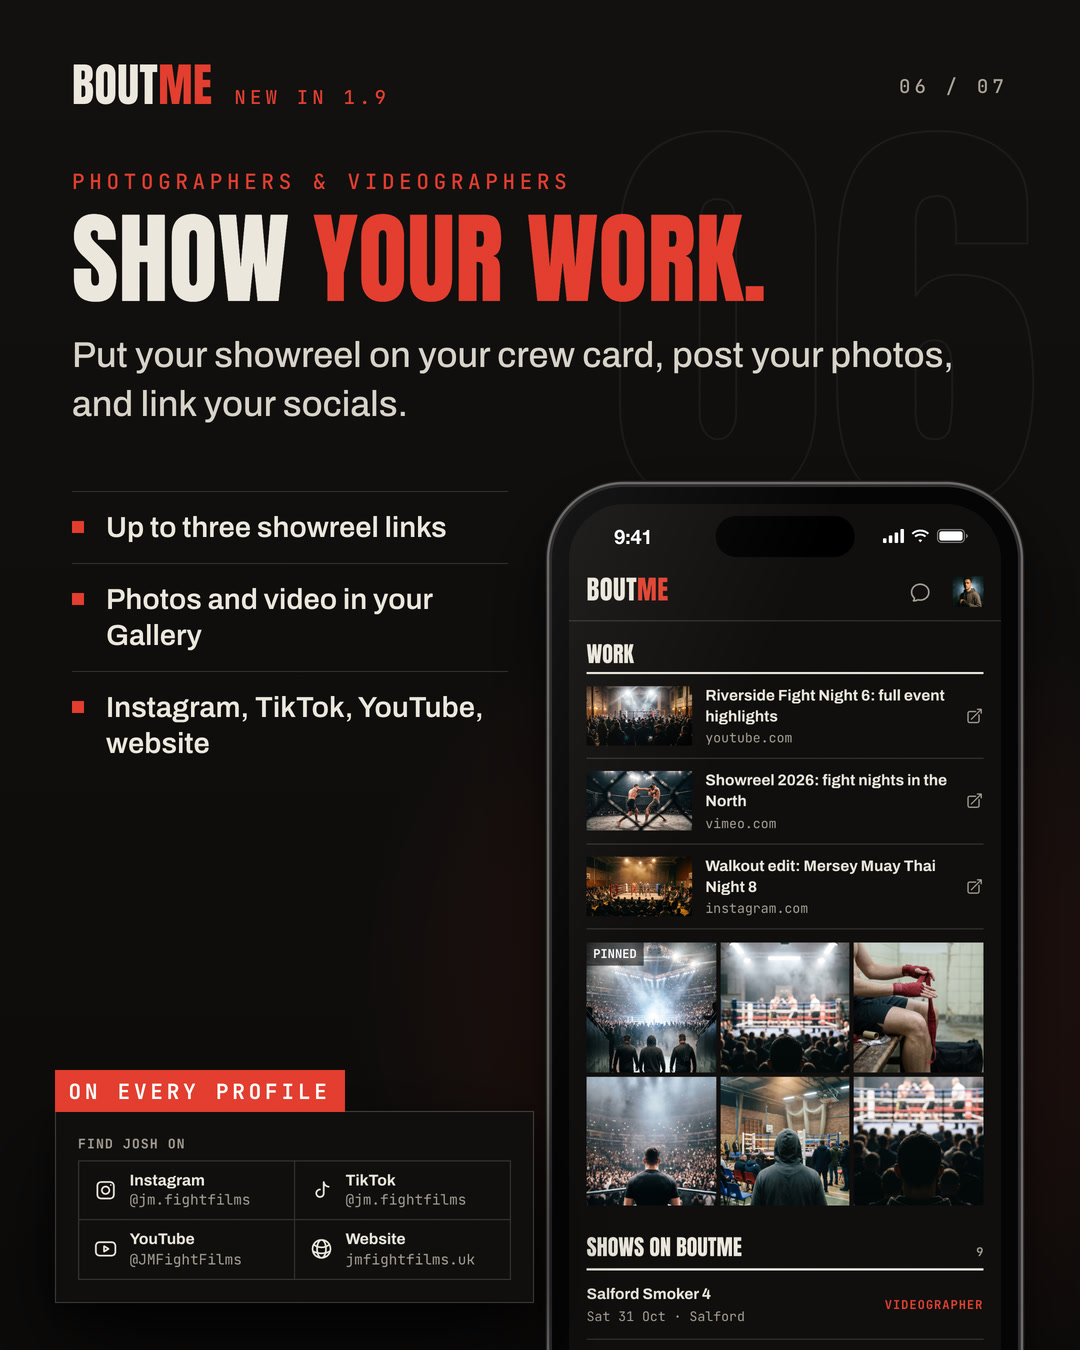 BOUTME NEW IN 1.9
06 / 07
06
PHOTOGRAPHERS & VIDEOGRAPHERS
SHOW YOUR WORK.
Put your showreel on your crew card, post your photos,
and link your socials.
Up to three showreel links
Photos and video in your
Gallery
Instagram, TikTok, YouTube,
website
ON EVERY PROFILE
FIND JOSH ON
Instagram
@jm.fightfilms
TikTok
@jm.fightfilms
YouTube
@JMFightFilms
Website
jmfightfilms.uk
9:41
BOUTME
WORK
Riverside Fight Night 6: full event
highlights
youtube.com
Showreel 2026: fight nights in the
North
vimeo.com
Walkout edit: Mersey Muay Thai
Night 8
instagram.com
PINNED
SHOWS ON BOUTME
9
Salford Smoker 4
Sat 31 Oct · Salford
VIDEOGRAPHER